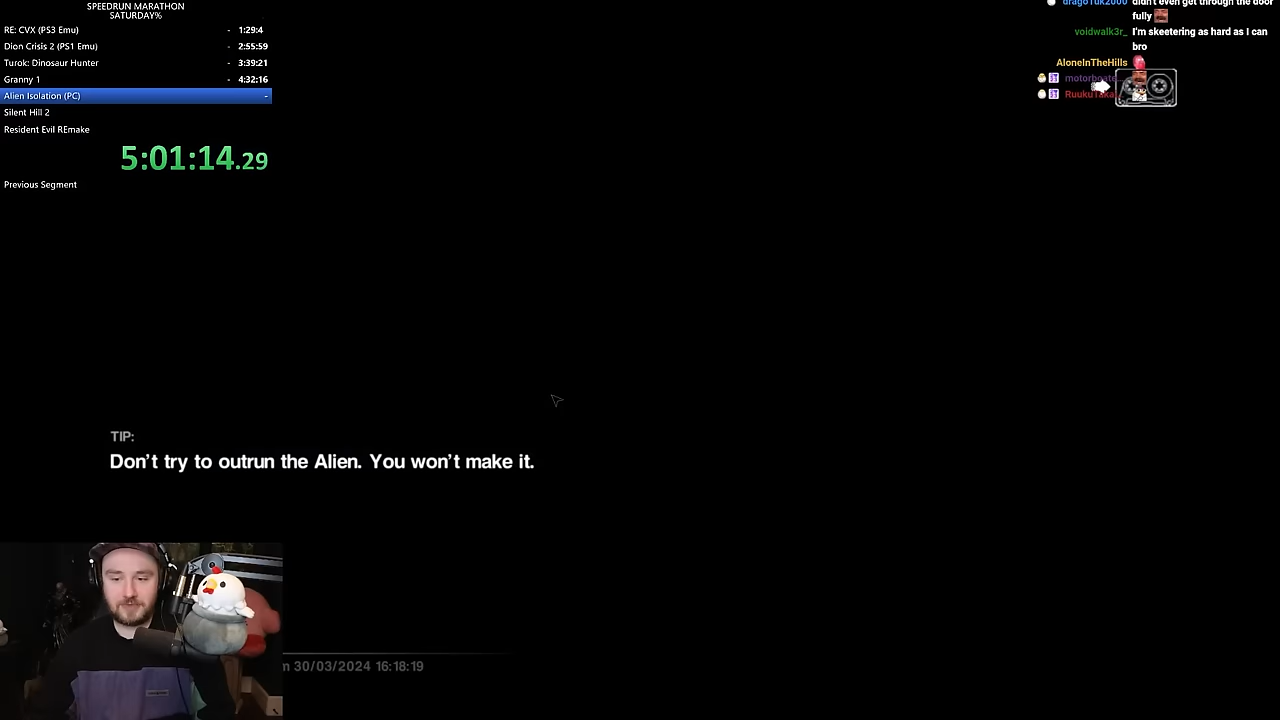 SPEEDRUN MARATHON
SATURDAY%
RE: CVX (PS3 Emu) - 1:29:4
Dion Crisis 2 (PS1 Emu) - 2:55:59
Turok: Dinosaur Hunter - 3:39:21
Granny 1 - 4:32:16
Alien Isolation (PC) -
Silent Hill 2
Resident Evil REmake
5:01:14.29
Previous Segment
drago1uk2000 didn't even get through the door
fully
voidwalk3r_ I'm skeetering as hard as I can
bro
AloneInTheHills
TIP:
Don't try to outrun the Alien. You won't make it.
30/03/2024 16:18:19